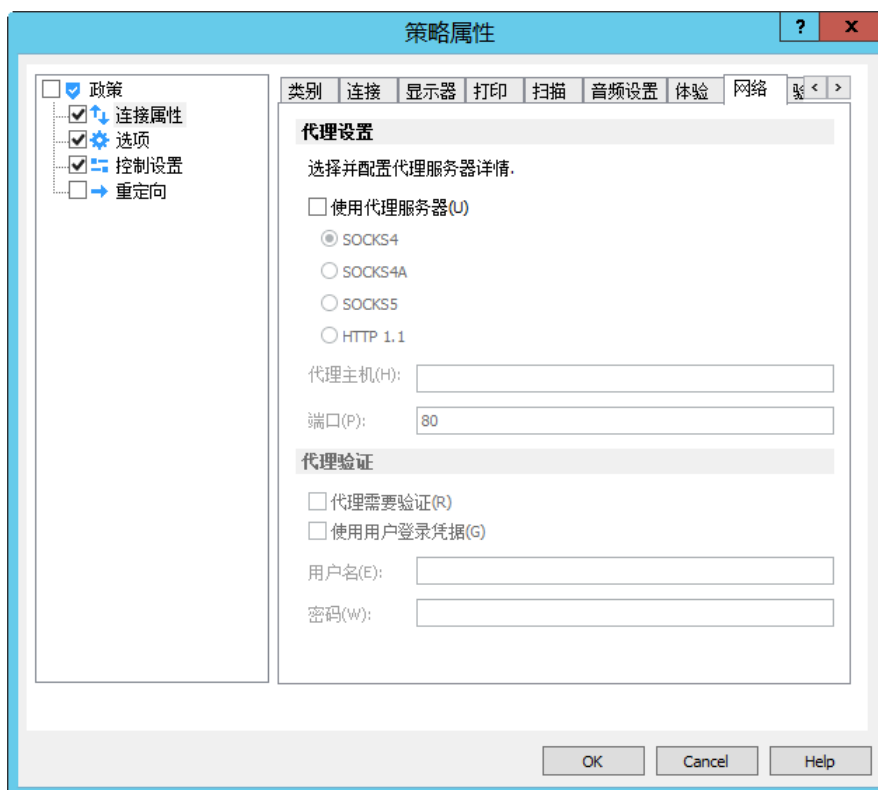 策略属性
? x
政策
连接属性
选项
控制设置
重定向
类别 连接 显示器 打印 扫描 音频设置 体验 网络
代理设置
选择并配置代理服务器详情.
使用代理服务器(U)
SOCKS4
SOCKS4A
SOCKS5
HTTP 1.1
代理主机(H):
端口(P): 80
代理验证
代理需要验证(R)
使用用户登录凭据(G)
用户名(E):
密码(W):
OK Cancel Help